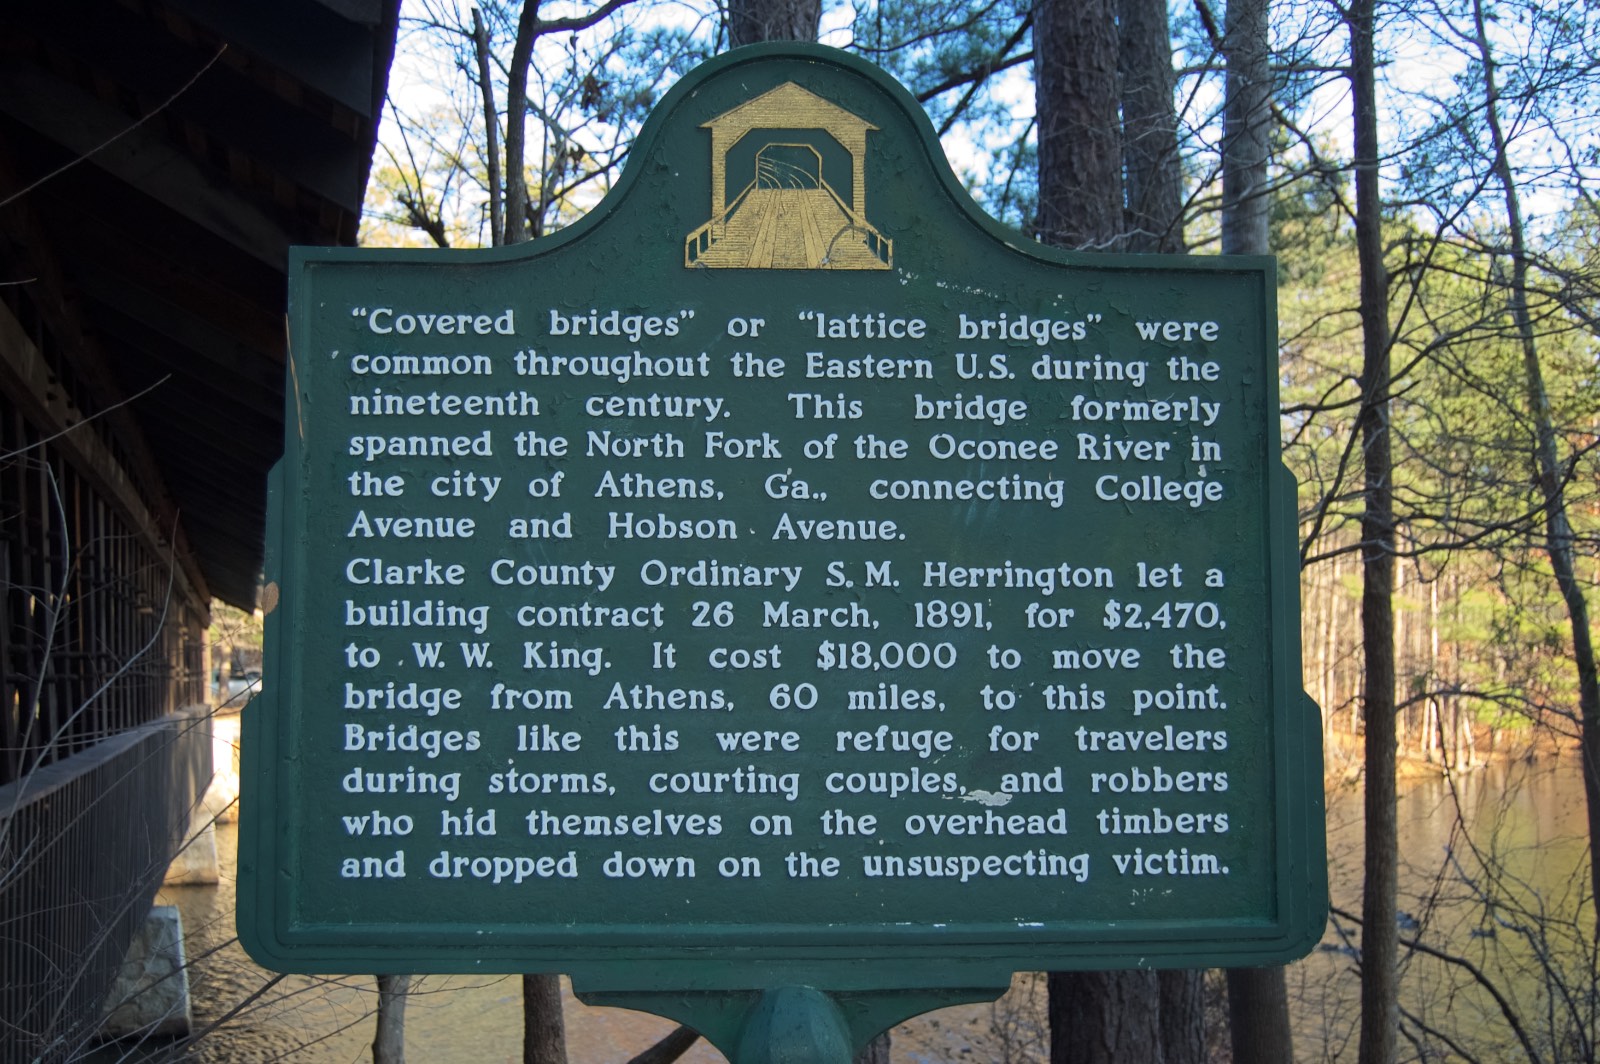 “Covered bridges” or “lattice bridges” were
common throughout the Eastern U.S. during the
nineteenth century. This bridge formerly
spanned the North Fork of the Oconee River in
the city of Athens, Ga., connecting College
Avenue and Hobson Avenue.
Clarke County Ordinary S. M. Herrington let a
building contract 26 March, 1891, for $2,470,
to W. W. King. It cost $18,000 to move the
bridge from Athens, 60 miles, to this point.
Bridges like this were refuge for travelers
during storms, courting couples, and robbers
who hid themselves on the overhead timbers
and dropped down on the unsuspecting victim.